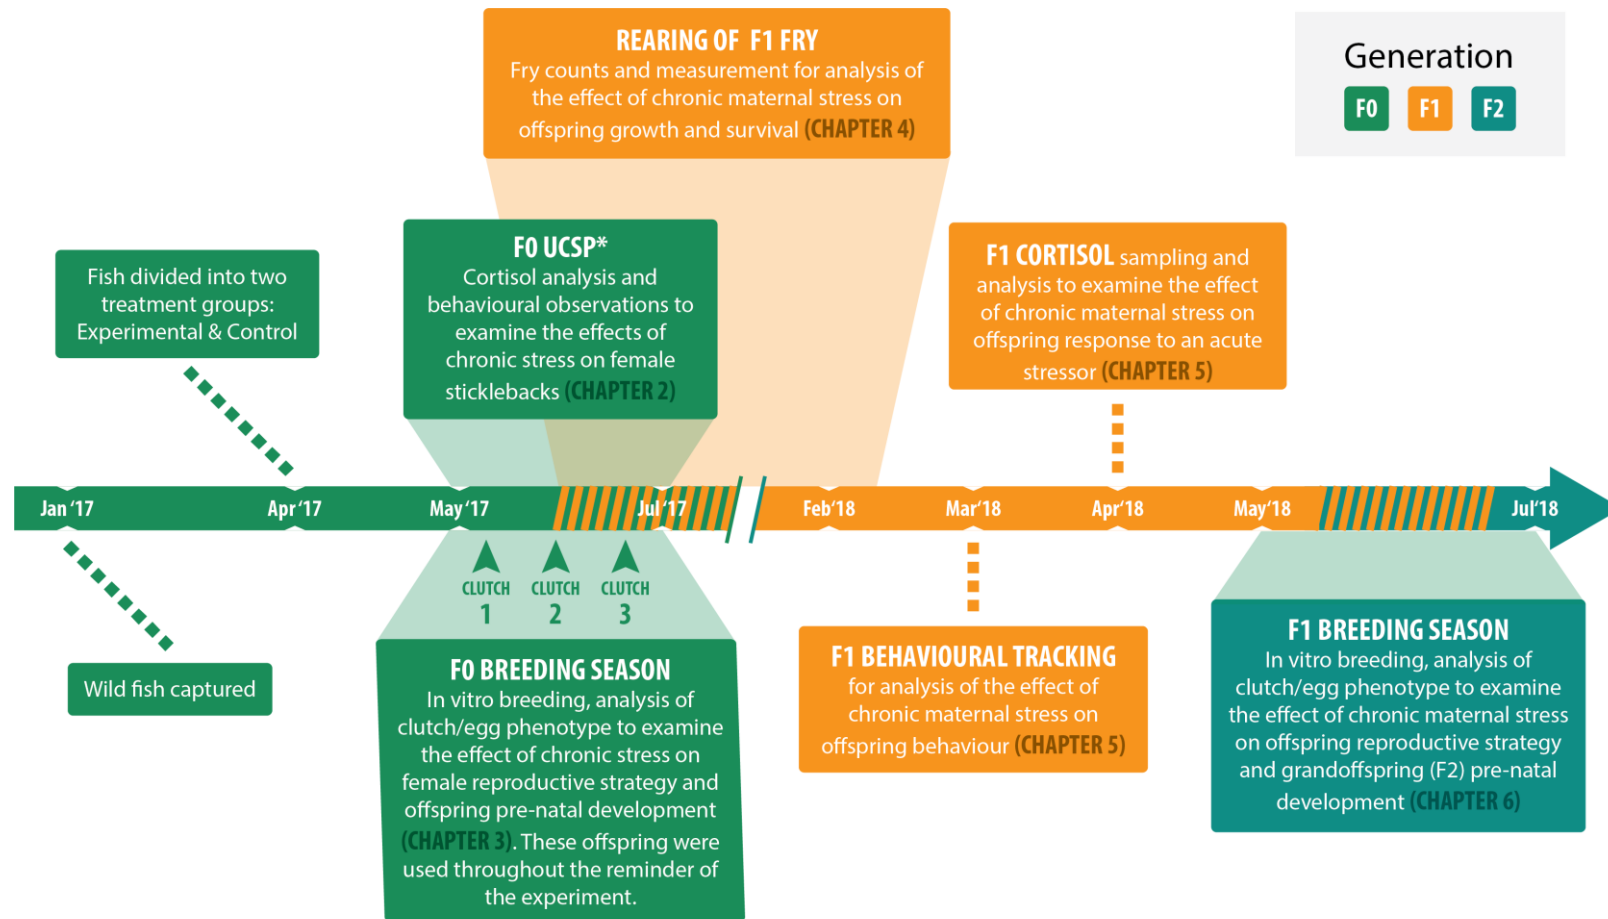 REARING OF F1 FRY
Fry counts and measurement for analysis of
the effect of chronic maternal stress on
offspring growth and survival (CHAPTER 4)
Generation
F0 F1 F2
Fish divided into two
treatment groups:
Experimental & Control
F0 UCSP*
Cortisol analysis and
behavioural observations to
examine the effects of
chronic stress on female
sticklebacks (CHAPTER 2)
F1 CORTISOL sampling and
analysis to examine the effect
of chronic maternal stress on
offspring response to an acute
stressor (CHAPTER 5)
Jan ‘17 Apr ‘17 May ‘17 Jul ‘17 Feb‘18 Mar‘18 Apr‘18 May‘18 Jul‘18
CLUTCH
1
CLUTCH
2
CLUTCH
3
Wild fish captured
F0 BREEDING SEASON
In vitro breeding, analysis of
clutch/egg phenotype to examine
the effect of chronic stress on
female reproductive strategy and
offspring pre-natal development
(CHAPTER 3). These offspring were
used throughout the reminder of
the experiment.
F1 BEHAVIOURAL TRACKING
for analysis of the effect of
chronic maternal stress on
offspring behaviour (CHAPTER 5)
F1 BREEDING SEASON
In vitro breeding, analysis of
clutch/egg phenotype to examine
the effect of chronic maternal stress
on offspring reproductive strategy
and grandoffspring (F2) pre-natal
development (CHAPTER 6)